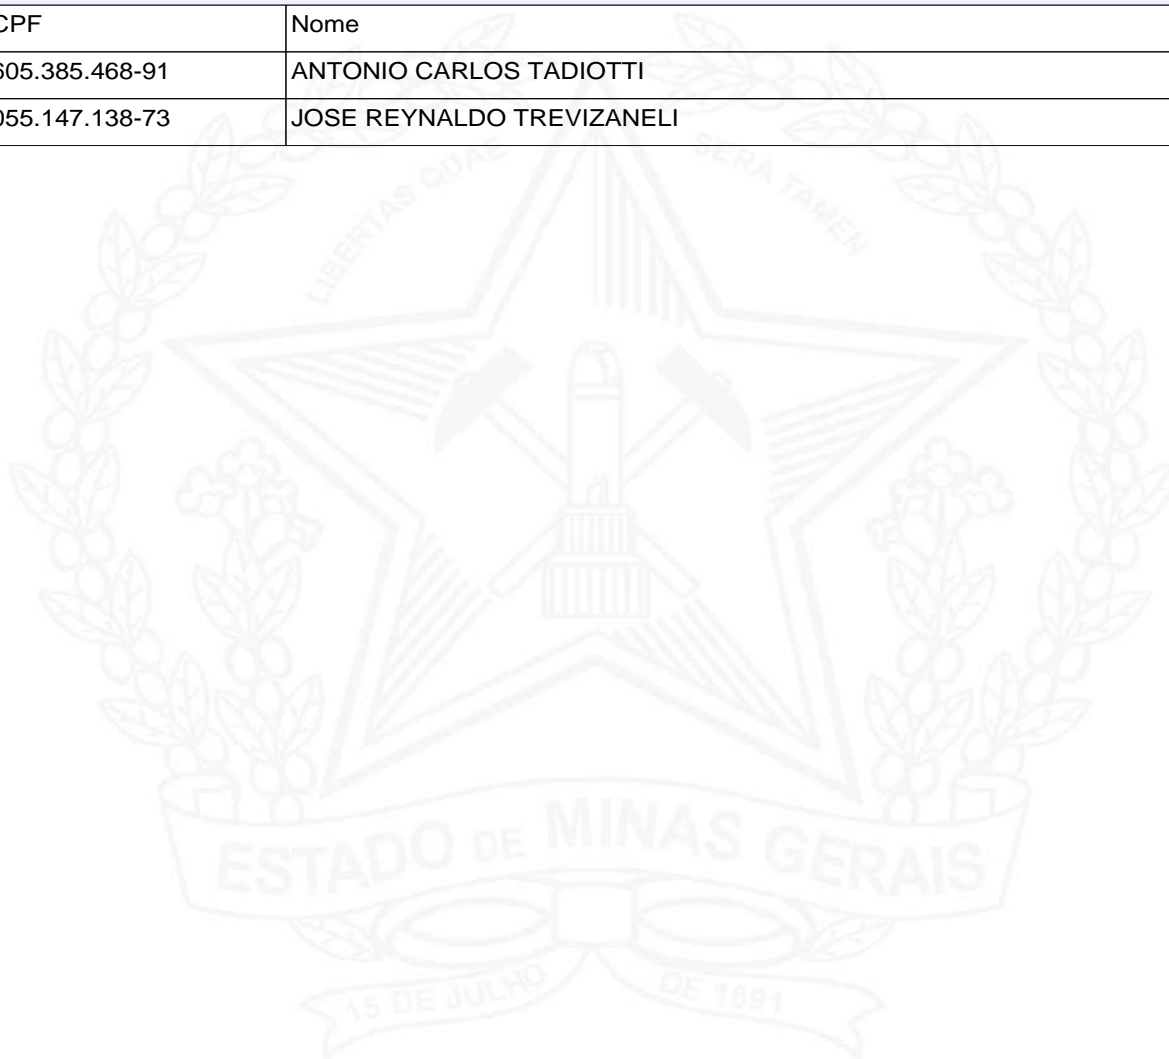 CPF Nome
605.385.468-91 ANTONIO CARLOS TADIOTTI
055.147.138-73 JOSE REYNALDO TREVIZANELI
LIBERTAS QUAE SERA TAMEN
ESTADO DE MINAS GERAIS
15 DE JULHO DE 1891